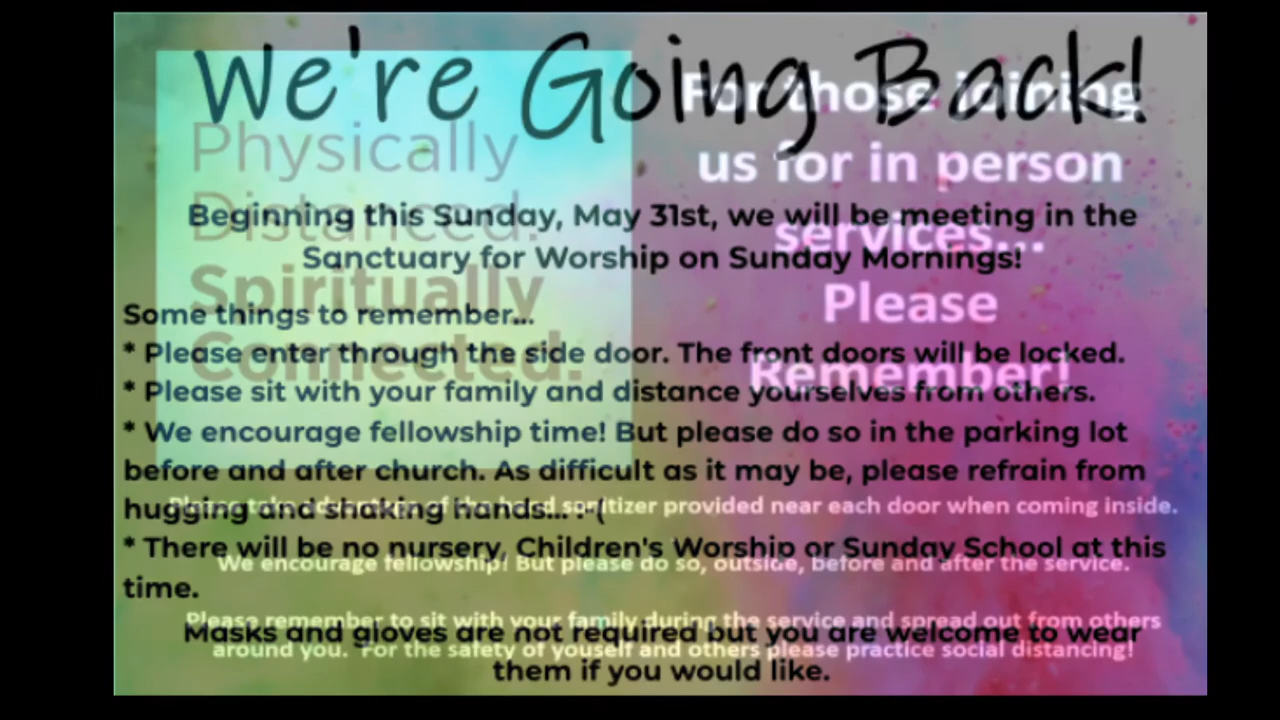 We're Going Back!
Beginning this Sunday, May 31st, we will be meeting in the
Sanctuary for Worship on Sunday Mornings!
Some things to remember...
* Please enter through the side door. The front doors will be locked.
* Please sit with your family and distance yourselves from others.
* We encourage fellowship time! But please do so in the parking lot
before and after church. As difficult as it may be, please refrain from
hugging and shaking hands... :-(
* There will be no nursery, Children's Worship or Sunday School at this
time.
Masks and gloves are not required but you are welcome to wear
them if you would like.
Physically
Distanced.
Spiritually
Connected.
For those joining
us for in person
services...
Please
Remember!
Please take advantage of the hand sanitizer provided near each door when coming inside.
We encourage fellowship! But please do so, outside, before and after the service.
Please remember to sit with your family during the service and spread out from others
around you. For the safety of youself and others please practice social distancing!